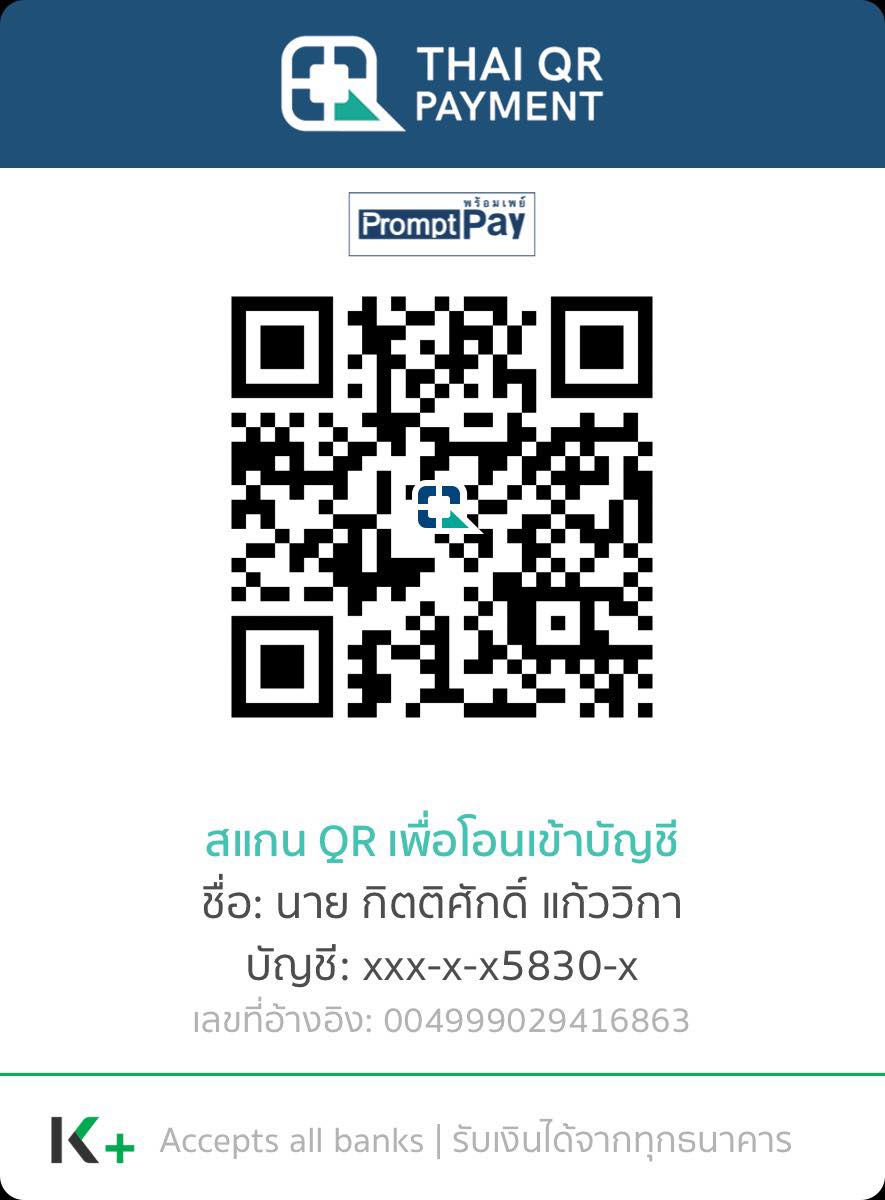 THAI QR
PAYMENT
พร้อมเพย์
PromptPay
สแกน QR เพื่อโอนเข้าบัญชี
ชื่อ: นาย กิตติศักดิ์ แก้ววิกา
บัญชี: xxx-x-x5830-x
เลขที่อ้างอิง: 004999029416863
K+ Accepts all banks | รับเงินได้จากทุกธนาคาร